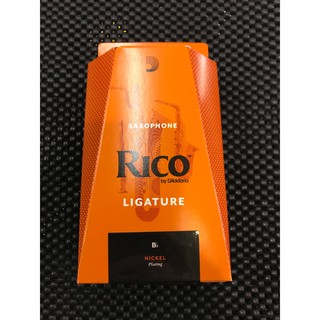 SAXOPHONE
RICO
by D'Addario
LIGATURE
B♭
NICKEL
Plating